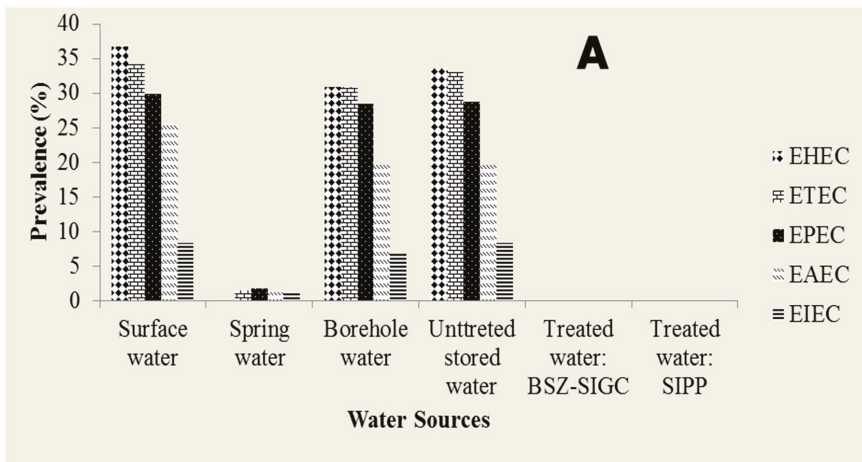 A
40
35
30
25
20
15
10
5
0
Prevalence (%)
Surface
water
Spring
water
Borehole
water
Unttreted
stored
water
Treated
water:
BSZ-SIGC
Treated
water:
SIPP
Water Sources
EHEC
ETEC
EPEC
EAEC
EIEC